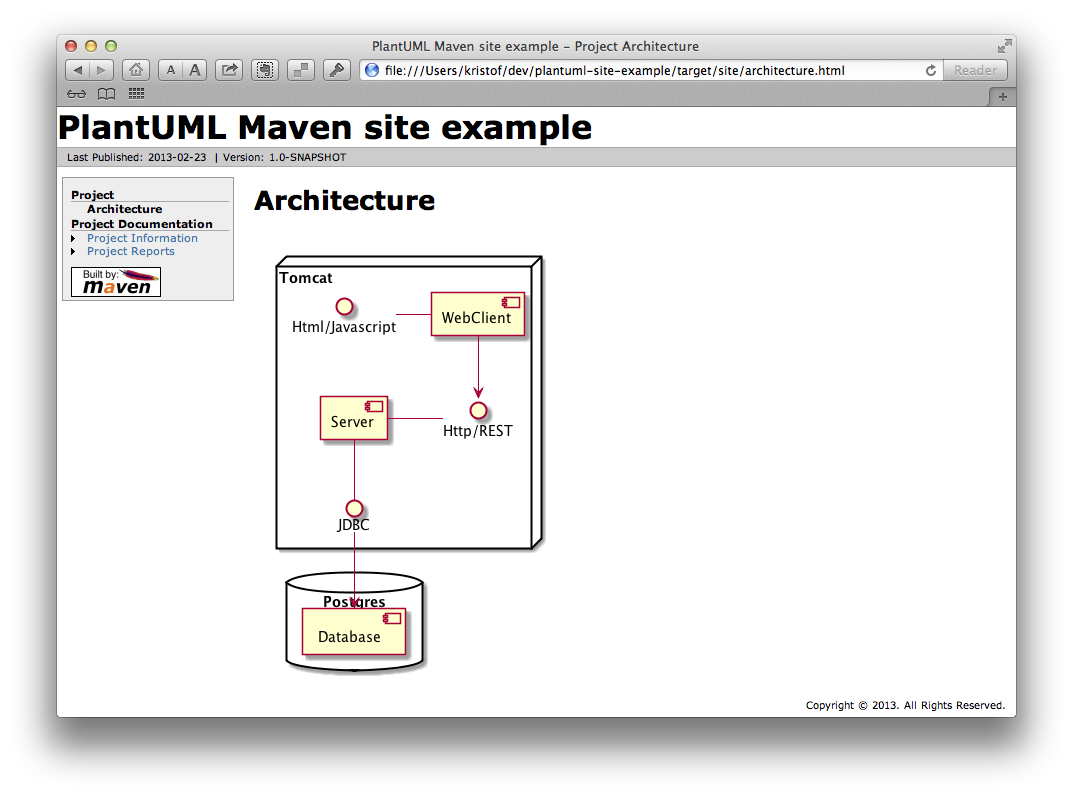 PlantUML Maven site example – Project Architecture
A A
file:///Users/kristof/dev/plantuml-site-example/target/site/architecture.html
Reader
PlantUML Maven site example
Last Published: 2013-02-23 | Version: 1.0-SNAPSHOT
Project
Architecture
Project Documentation
Project Information
Project Reports
Built by:
maven
Architecture
Tomcat
Html/Javascript
WebClient
Server
Http/REST
JDBC
Postgres
Database
Copyright © 2013. All Rights Reserved.